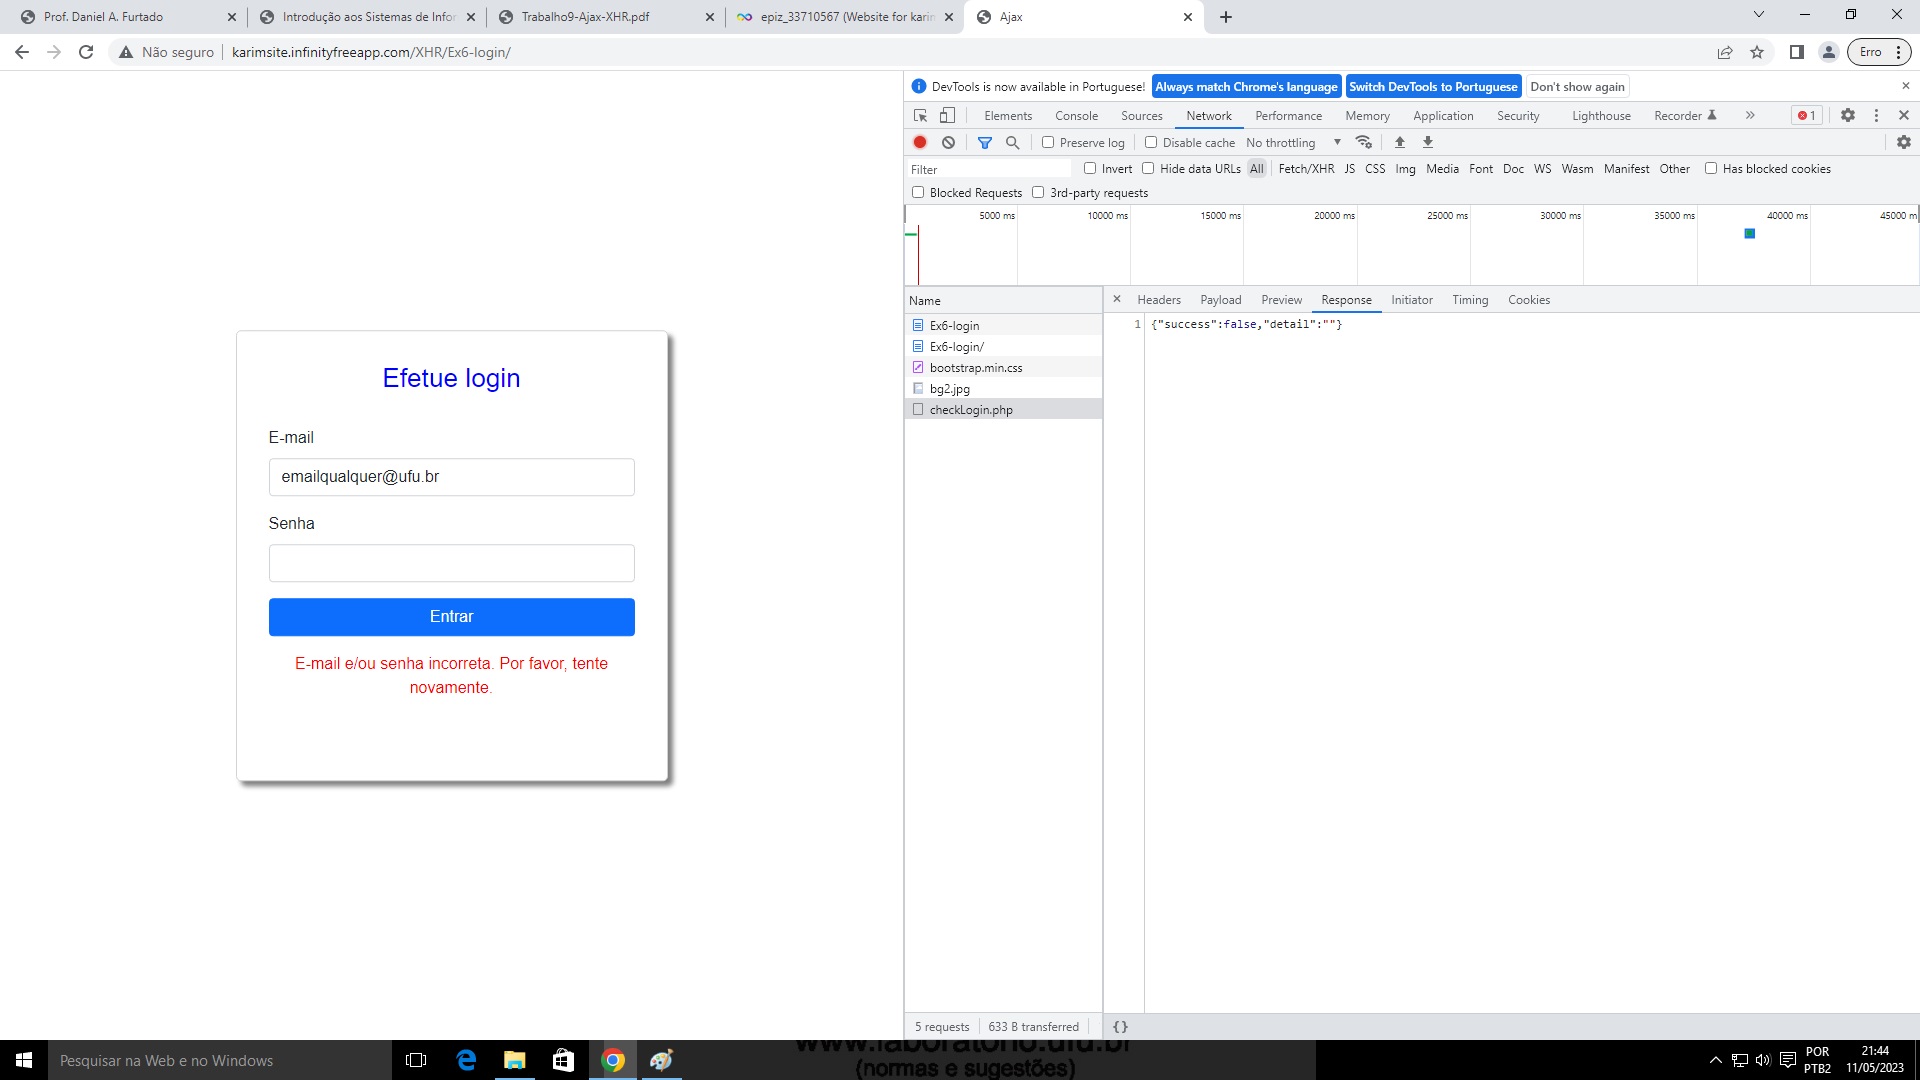 Prof. Daniel A. Furtado
Introdução aos Sistemas de Infor
Trabalho9-Ajax-XHR.pdf
epiz_33710567 (Website for karim
Ajax
Não seguro
karimsite.infinityfreeapp.com/XHR/Ex6-login/
Erro
DevTools is now available in Portuguese!
Always match Chrome's language
Switch DevTools to Portuguese
Don't show again
Elements
Console
Sources
Network
Performance
Memory
Application
Security
Lighthouse
Recorder
1
Preserve log
Disable cache
No throttling
Filter
Invert
Hide data URLs
All
Fetch/XHR
JS
CSS
Img
Media
Font
Doc
WS
Wasm
Manifest
Other
Has blocked cookies
Blocked Requests
3rd-party requests
5000 ms
10000 ms
15000 ms
20000 ms
25000 ms
30000 ms
35000 ms
40000 ms
45000 m
Name
Headers
Payload
Preview
Response
Initiator
Timing
Cookies
Ex6-login
Ex6-login/
bootstrap.min.css
bg2.jpg
checkLogin.php
1
{"success":false,"detail":""}
Efetue login
E-mail
emailqualquer@ufu.br
Senha
Entrar
E-mail e/ou senha incorreta. Por favor, tente
novamente.
5 requests
633 B transferred
{}
www.laboratorio.ufu.br
(normas e sugestões)
Pesquisar na Web e no Windows
POR
PTB2
21:44
11/05/2023